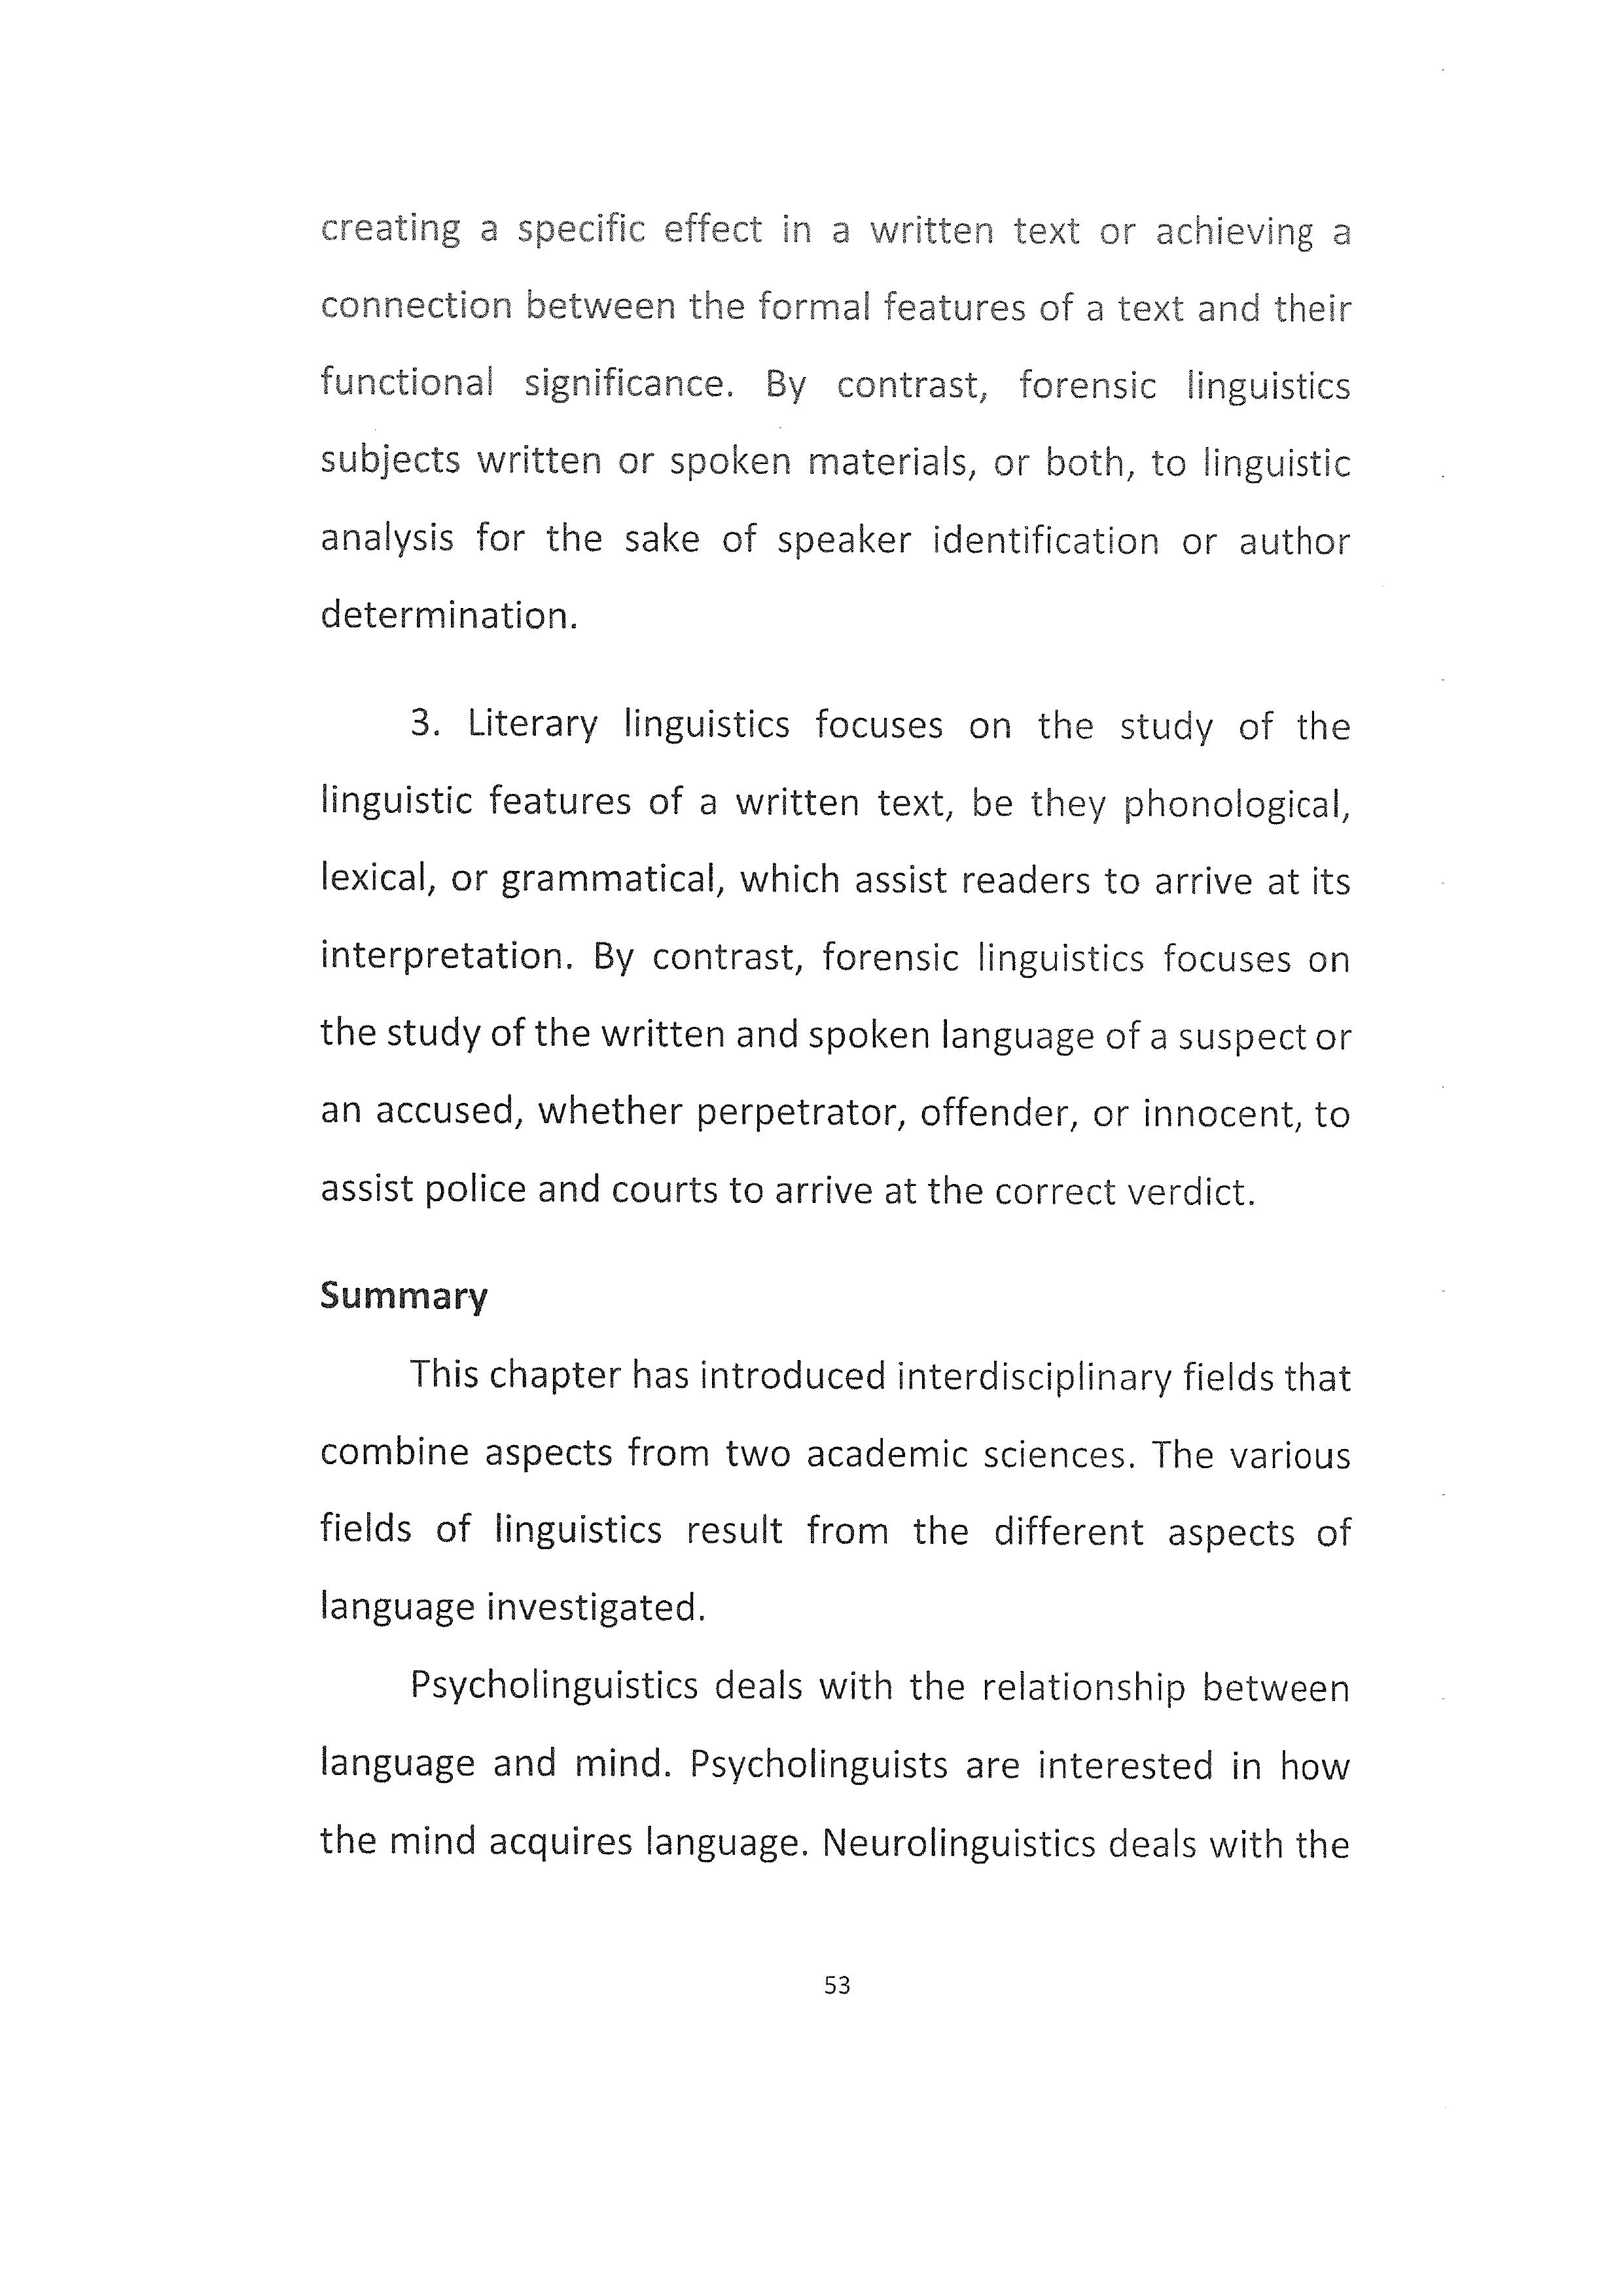 creating a specific effect in a written text or achieving a
connection between the formal features of a text and their
functional significance. By contrast, forensic linguistics
subjects written or spoken materials, or both, to linguistic
analysis for the sake of speaker identification or author
determination.
3. Literary linguistics focuses on the study of the
linguistic features of a written text, be they phonological,
lexical, or grammatical, which assist readers to arrive at its
interpretation. By contrast, forensic linguistics focuses on
the study of the written and spoken language of a suspect or
an accused, whether perpetrator, offender, or innocent, to
assist police and courts to arrive at the correct verdict.
Summary
This chapter has introduced interdisciplinary fields that
combine aspects from two academic sciences. The various
fields of linguistics result from the different aspects of
language investigated.
Psycholinguistics deals with the relationship between
language and mind. Psycholinguists are interested in how
the mind acquires language. Neurolinguistics deals with the
53